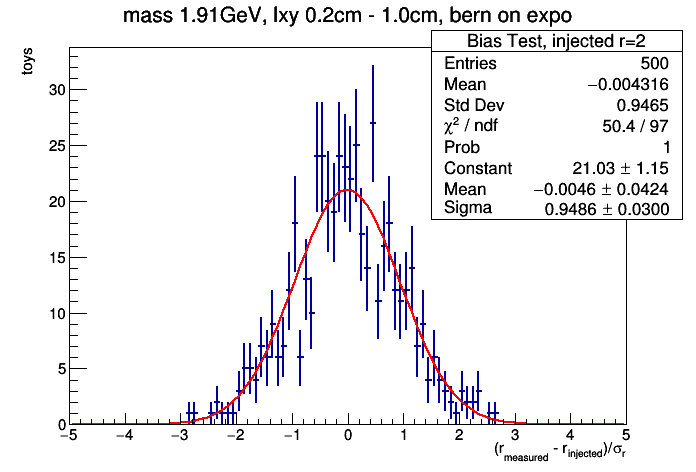 mass 1.91GeV, lxy 0.2cm - 1.0cm, bern on expo
Bias Test, injected r=2
Entries 500
Mean −0.004316
Std Dev 0.9465
χ² / ndf 50.4 / 97
Prob 1
Constant 21.03 ± 1.15
Mean −0.0046 ± 0.0424
Sigma 0.9486 ± 0.0300
toys
30
25
20
15
10
5
0
−5 −4 −3 −2 −1 0 1 2 3 4 5
(r_measured - r_injected)/σ_r